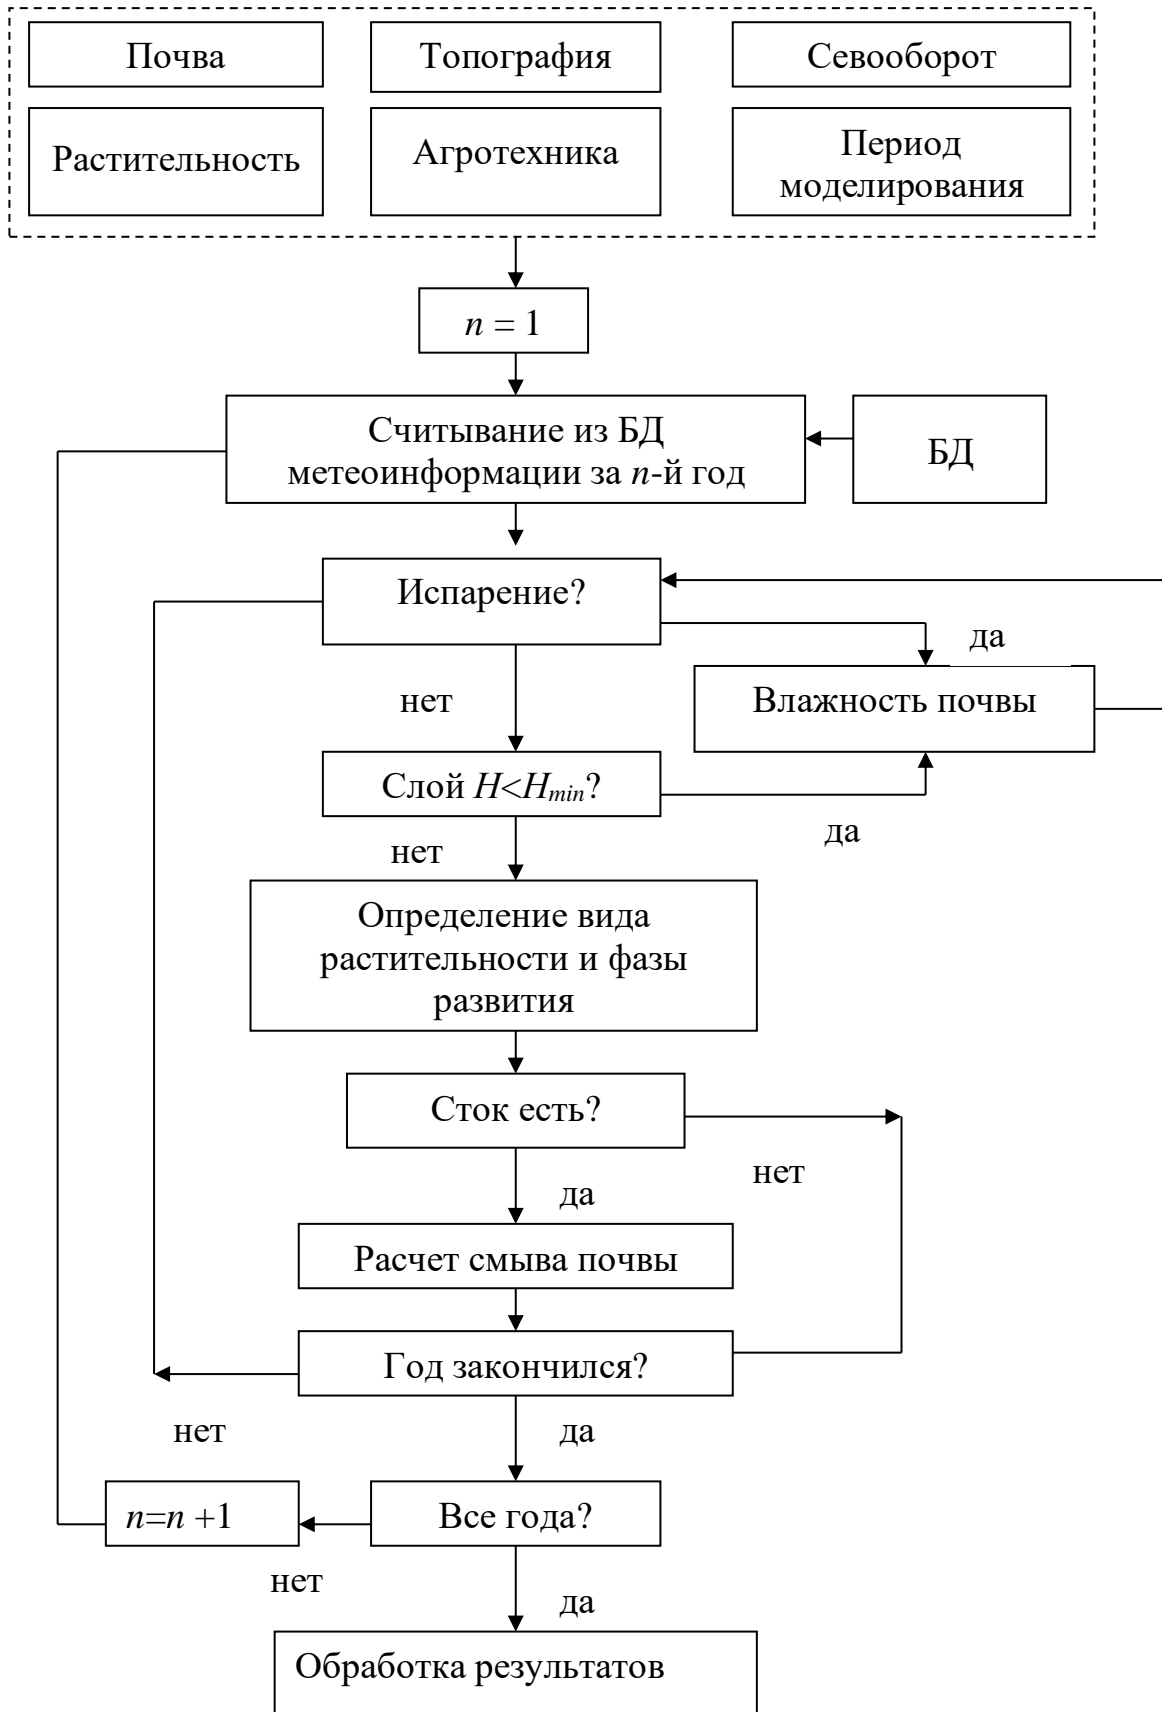 Почва
Топография
Севооборот
Растительность
Агротехника
Период
моделирования
n = 1
Считывание из БД
метеоинформации за n-й год
БД
Испарение?
да
нет
Влажность почвы
Слой H<Hmin?
да
нет
Определение вида
растительности и фазы
развития
Сток есть?
нет
да
Расчет смыва почвы
Год закончился?
нет
да
n=n +1
Все года?
нет
да
Обработка результатов